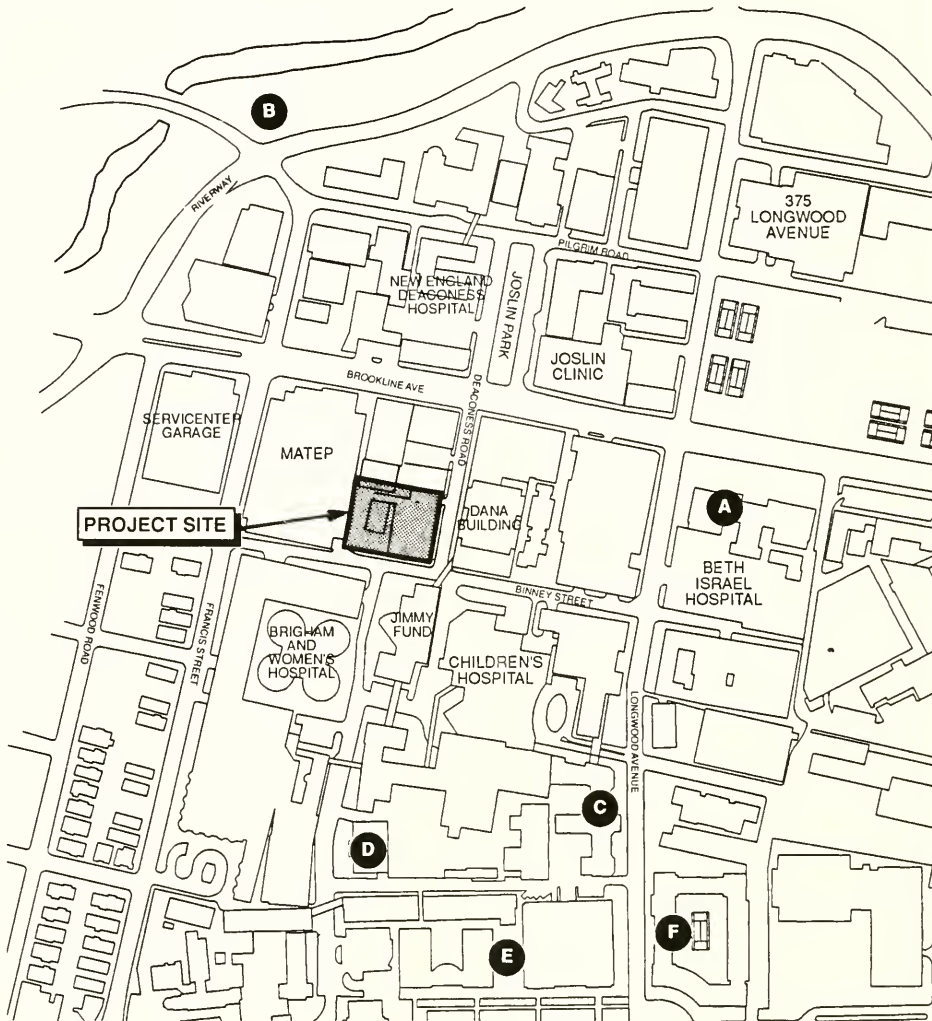 B
RIVERWAY
375
LONGWOOD
AVENUE
PILGRIM ROAD
NEW ENGLAND
DEACONESS
HOSPITAL
JOSLIN PARK
JOSLIN
CLINIC
BROOKLINE AVE
DEACONESS ROAD
SERVICENTER
GARAGE
MATEP
PROJECT SITE
DANA
BUILDING
A
BETH
ISRAEL
HOSPITAL
BINNEY STREET
FENWOOD ROAD
FRANCIS STREET
BRIGHAM
AND
WOMEN'S
HOSPITAL
JIMMY
FUND
CHILDREN'S
HOSPITAL
LONGWOOD AVENUE
C
D
F
E